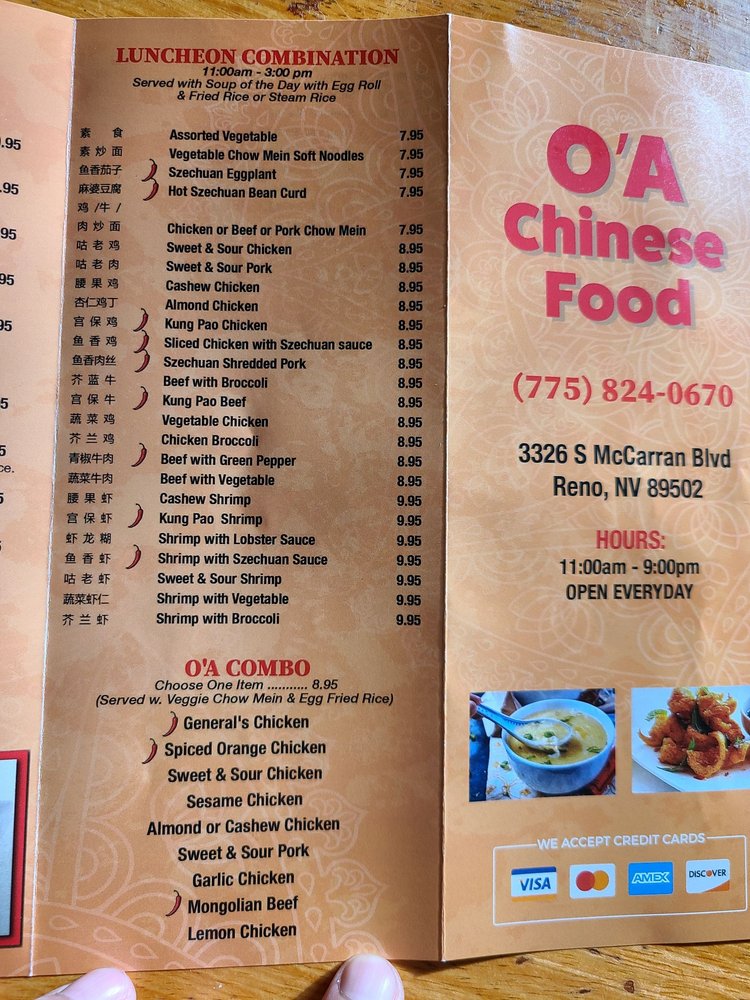 .95
.95
95
95
95
5
5
ce.
5
LUNCHEON COMBINATION
11:00am - 3:00 pm
Served with Soup of the Day with Egg Roll
& Fried Rice or Steam Rice
素 食 Assorted Vegetable 7.95
素 炒 面 Vegetable Chow Mein Soft Noodles 7.95
鱼香茄子 Szechuan Eggplant 7.95
麻婆豆腐 Hot Szechuan Bean Curd 7.95
鸡 /牛 /
肉 炒 面 Chicken or Beef or Pork Chow Mein 7.95
咕 老 鸡 Sweet & Sour Chicken 8.95
咕 老 肉 Sweet & Sour Pork 8.95
腰 果 鸡 Cashew Chicken 8.95
杏仁鸡丁 Almond Chicken 8.95
宫 保 鸡 Kung Pao Chicken 8.95
鱼 香 鸡 Sliced Chicken with Szechuan sauce 8.95
鱼香肉丝 Szechuan Shredded Pork 8.95
芥 蓝 牛 Beef with Broccoli 8.95
宫 保 牛 Kung Pao Beef 8.95
蔬 菜 鸡 Vegetable Chicken 8.95
芥 兰 鸡 Chicken Broccoli 8.95
青椒牛肉 Beef with Green Pepper 8.95
蔬菜牛肉 Beef with Vegetable 8.95
腰 果 虾 Cashew Shrimp 9.95
宫 保 虾 Kung Pao Shrimp 9.95
虾 龙 糊 Shrimp with Lobster Sauce 9.95
鱼 香 虾 Shrimp with Szechuan Sauce 9.95
咕 老 虾 Sweet & Sour Shrimp 9.95
蔬菜虾仁 Shrimp with Vegetable 9.95
芥 兰 虾 Shrimp with Broccoli 9.95
O'A COMBO
Choose One Item ........... 8.95
(Served w. Veggie Chow Mein & Egg Fried Rice)
General's Chicken
Spiced Orange Chicken
Sweet & Sour Chicken
Sesame Chicken
Almond or Cashew Chicken
Sweet & Sour Pork
Garlic Chicken
Mongolian Beef
Lemon Chicken
O'A
Chinese
Food
(775) 824-0670
3326 S McCarran Blvd
Reno, NV 89502
HOURS:
11:00am - 9:00pm
OPEN EVERYDAY
WE ACCEPT CREDIT CARDS
VISA AMEX DISCOVER